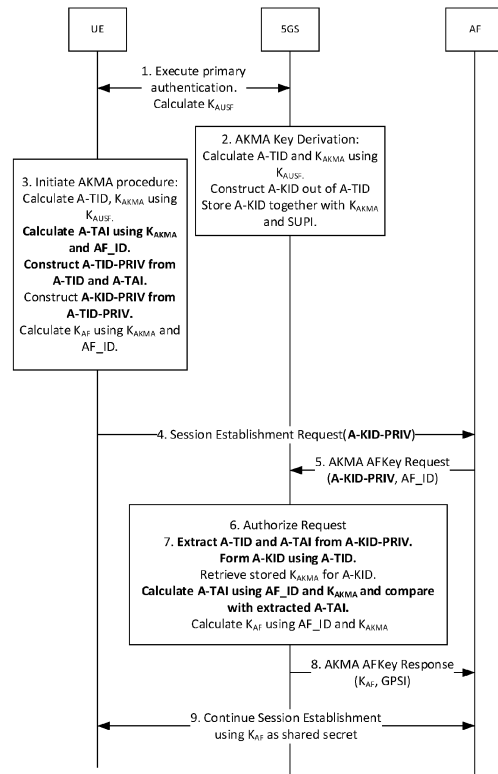 UE
5GS
AF
1. Execute primary
authentication.
Calculate KAUSF
2. AKMA Key Derivation:
Calculate A-TID and KAKMA using
KAUSF.
Construct A-KID out of A-TID
Store A-KID together with KAKMA
and SUPI.
3. Initiate AKMA procedure:
Calculate A-TID, KAKMA using
KAUSF.
Calculate A-TAI using KAKMA
and AF_ID.
Construct A-TID-PRIV from
A-TID and A-TAI.
Construct A-KID-PRIV from
A-TID-PRIV.
Calculate KAF using KAKMA and
AF_ID.
4. Session Establishment Request(A-KID-PRIV)
5. AKMA AFKey Request
(A-KID-PRIV, AF_ID)
6. Authorize Request
7. Extract A-TID and A-TAI from A-KID-PRIV.
Form A-KID using A-TID.
Retrieve stored KAKMA for A-KID.
Calculate A-TAI using AF_ID and KAKMA and compare
with extracted A-TAI.
Calculate KAF using AF_ID and KAKMA
8. AKMA AFKey Response
(KAF, GPSI)
9. Continue Session Establishment
using KAF as shared secret